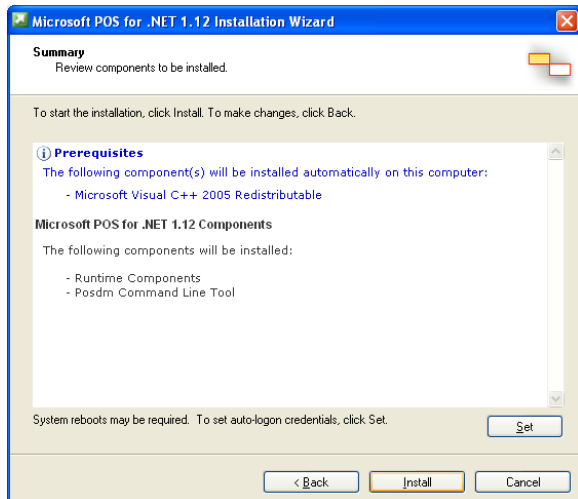 Microsoft POS for .NET 1.12 Installation Wizard
Summary
Review components to be installed.
To start the installation, click Install. To make changes, click Back.
Prerequisites
The following component(s) will be installed automatically on this computer:
- Microsoft Visual C++ 2005 Redistributable
Microsoft POS for .NET 1.12 Components
The following components will be installed:
- Runtime Components
- Posdm Command Line Tool
System reboots may be required. To set auto-logon credentials, click Set.
Set
< Back
Install
Cancel